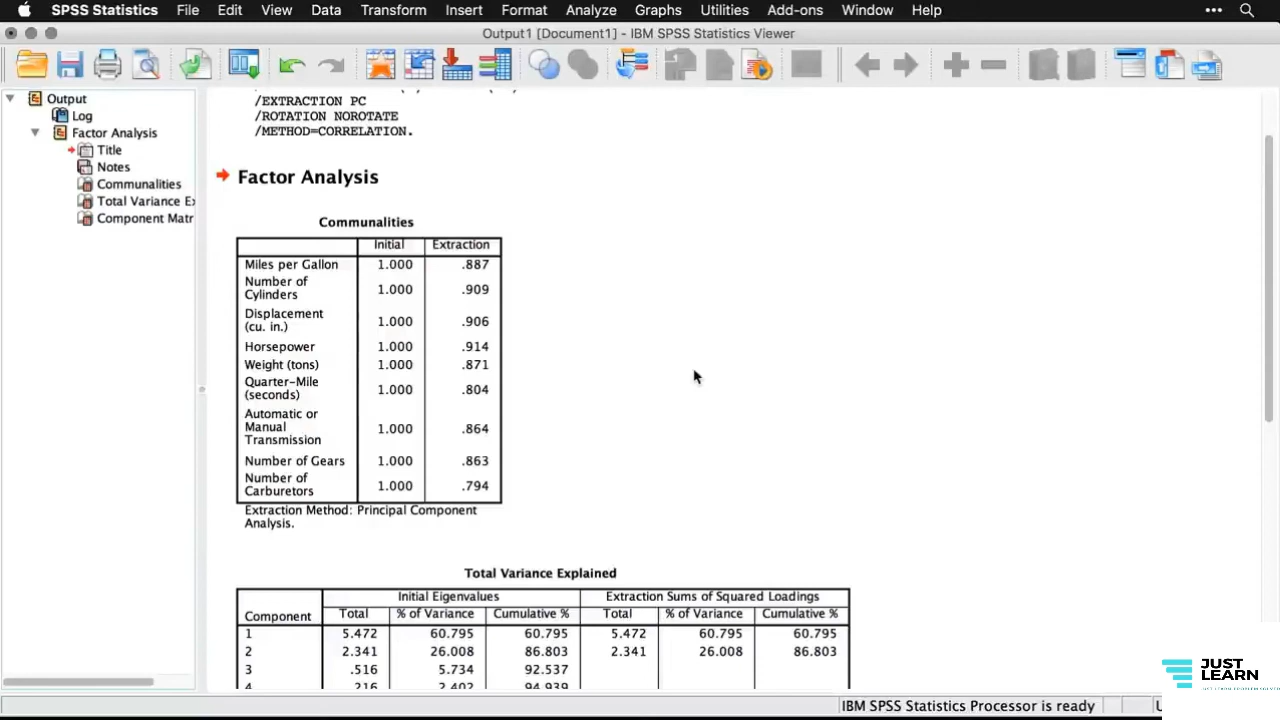 SPSS Statistics File Edit View Data Transform Insert Format Analyze Graphs Utilities Add-ons Window Help
Output1 [Document1] - IBM SPSS Statistics Viewer
Output
Log
Factor Analysis
Title
Notes
Communalities
Total Variance E
Component Matr
/EXTRACTION PC
/ROTATION NOROTATE
/METHOD=CORRELATION.
Factor Analysis
Communalities
Initial Extraction
Miles per Gallon 1.000 .887
Number of
Cylinders 1.000 .909
Displacement
(cu. in.) 1.000 .906
Horsepower 1.000 .914
Weight (tons) 1.000 .871
Quarter-Mile
(seconds) 1.000 .804
Automatic or
Manual
Transmission 1.000 .864
Number of Gears 1.000 .863
Number of
Carburetors 1.000 .794
Extraction Method: Principal Component
Analysis.
Total Variance Explained
Initial Eigenvalues Extraction Sums of Squared Loadings
Component Total % of Variance Cumulative % Total % of Variance Cumulative %
1 5.472 60.795 60.795 5.472 60.795 60.795
2 2.341 26.008 86.803 2.341 26.008 86.803
3 .516 5.734 92.537
4 .216 2.402 94.939
IBM SPSS Statistics Processor is ready
JUST
LEARN